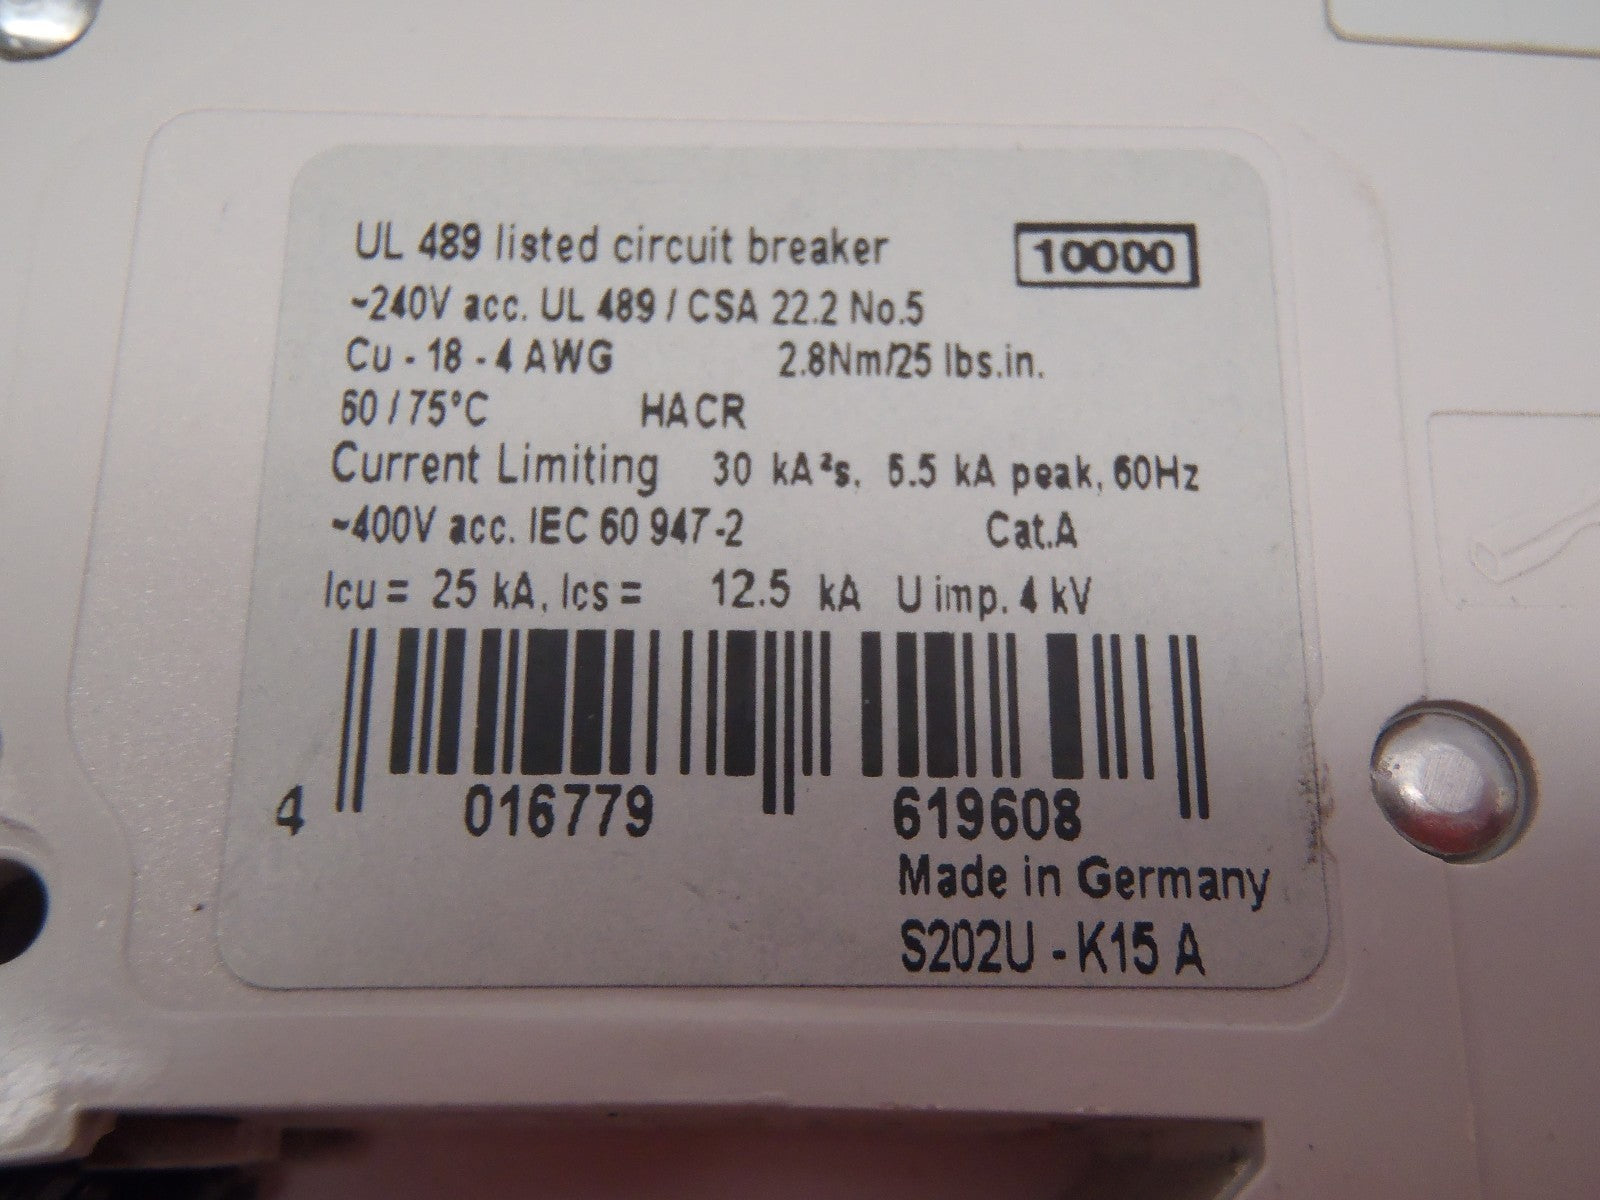 UL 489 listed circuit breaker 10000
~240V acc. UL 489 / CSA 22.2 No.5
Cu - 18 - 4 AWG 2.8Nm/25 lbs.in.
60 / 75°C HACR
Current Limiting 30 kA²s, 5.5 kA peak, 60Hz
~400V acc. IEC 60 947-2 Cat.A
Icu = 25 kA, Ics = 12.5 kA U imp. 4 kV
4 016779 619608
Made in Germany
S202U - K15 A